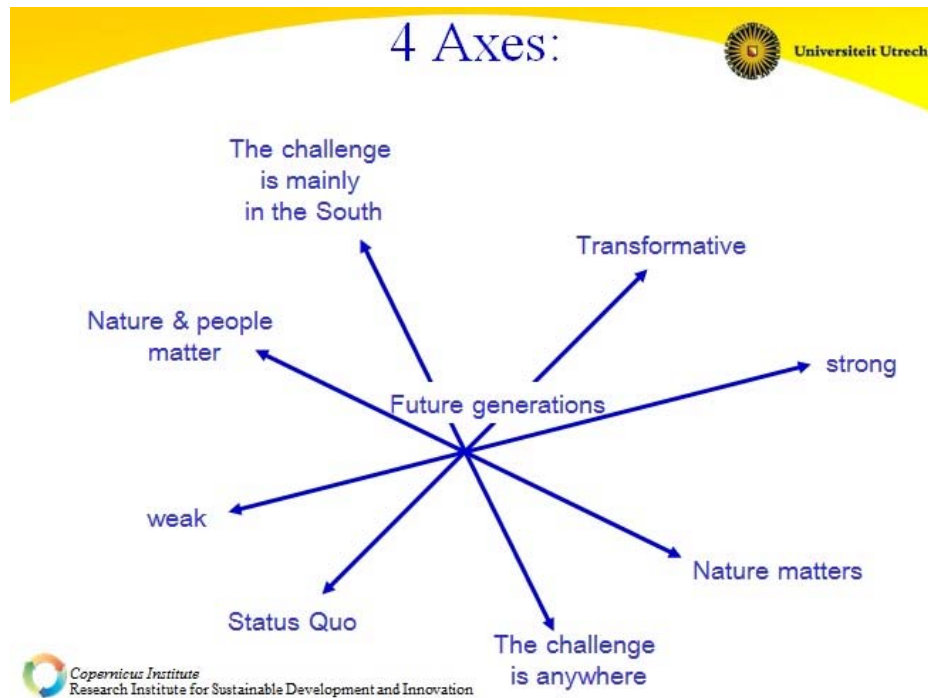 4 Axes:
Universiteit Utrech
The challenge
is mainly
in the South
Transformative
Nature & people
matter
strong
Future generations
weak
Nature matters
Status Quo
The challenge
is anywhere
Copernicus Institute
Research Institute for Sustainable Development and Innovation